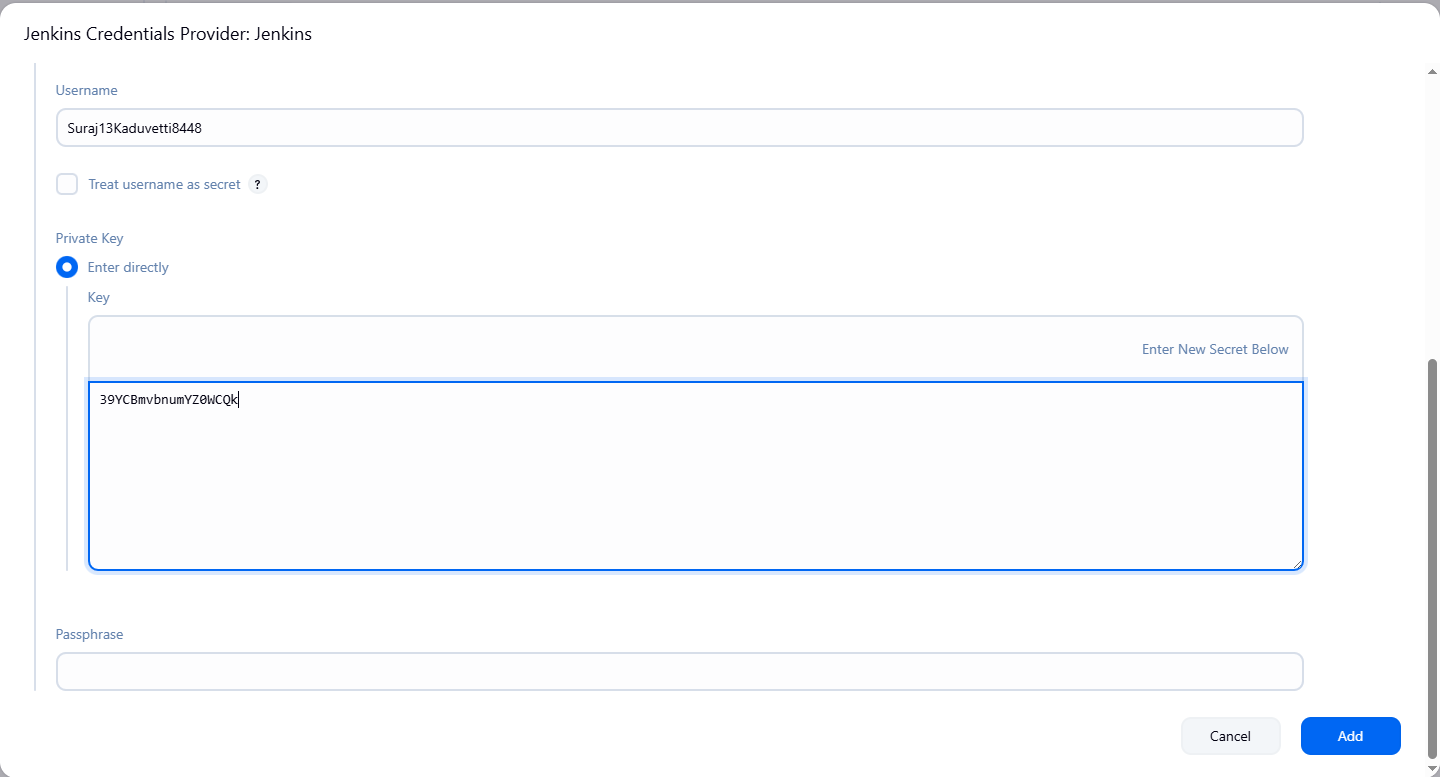 Jenkins Credentials Provider: Jenkins
Username
Suraj13Kaduvetti8448
Treat username as secret ?
Private Key
Enter directly
Key
Enter New Secret Below
39YCBmvbnumYZ0WCQk
Passphrase
Cancel
Add